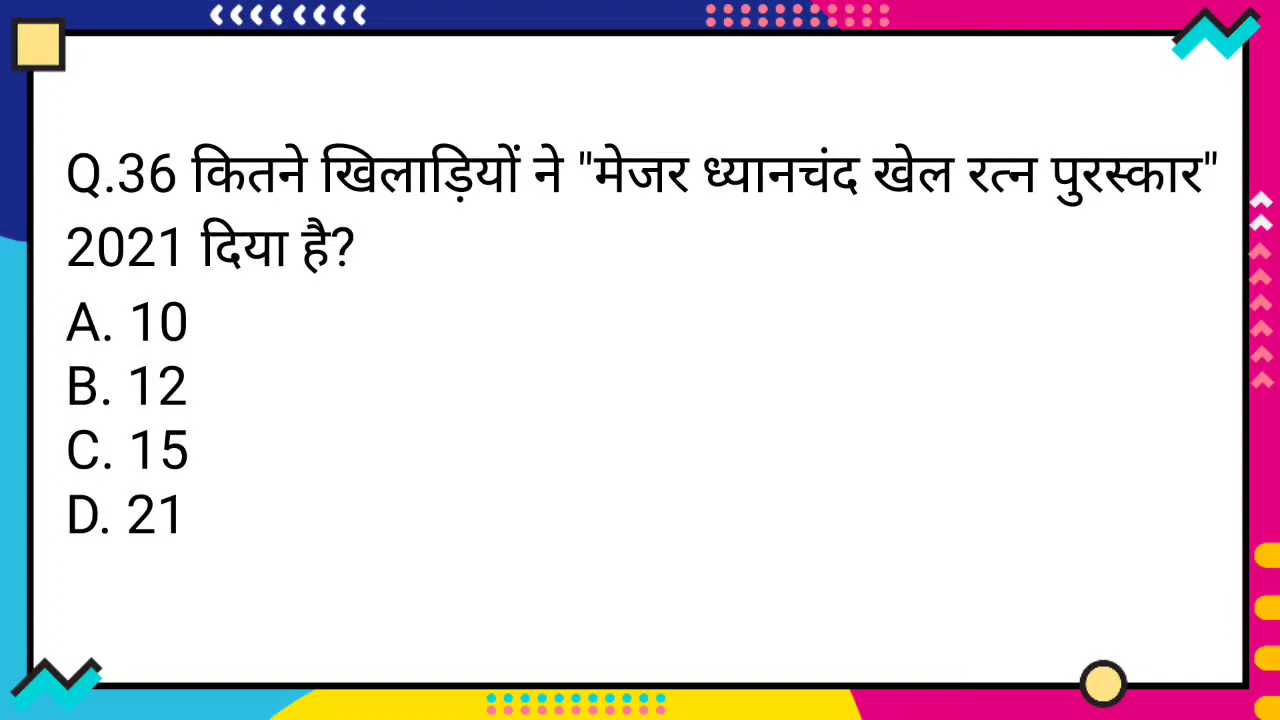 Q.36 कितने खिलाड़ियों ने "मेजर ध्यानचंद खेल रत्न पुरस्कार"
2021 दिया है?
A. 10
B. 12
C. 15
D. 21